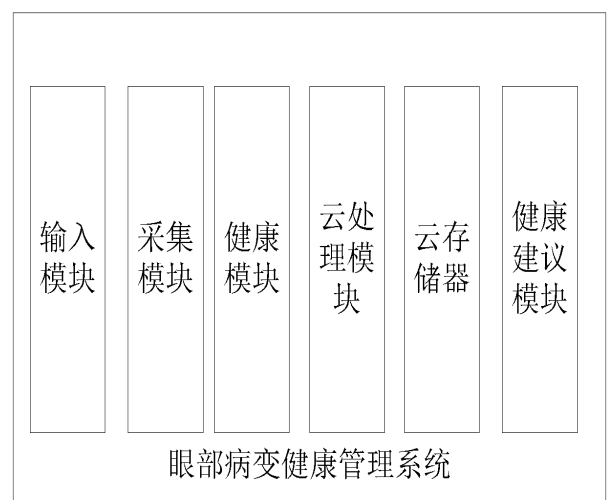 输入
模块
采集
模块
健康
模块
云处
理模
块
云存
储器
健康
建议
模块
眼部病变健康管理系统